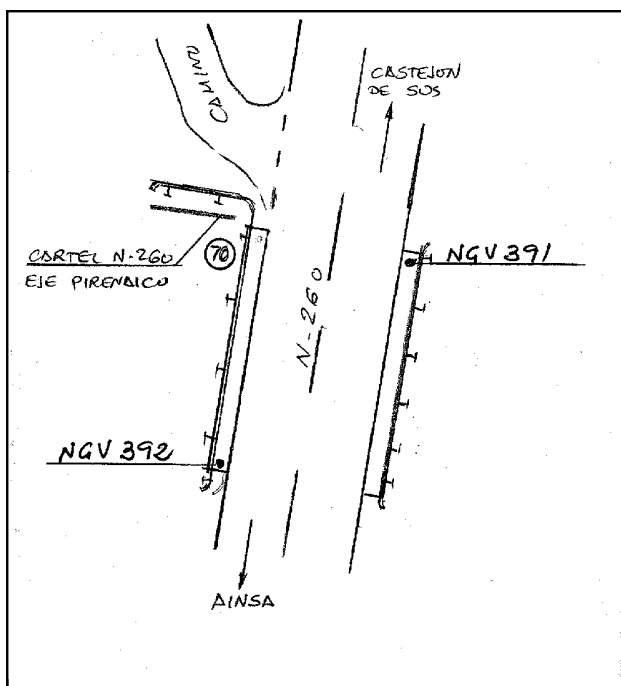 CAMINO
CASTEJON
DE SOS
CARTEL N-260
EJE PIRENAICO
70
NGV 391
N-260
NGV 392
AINSA